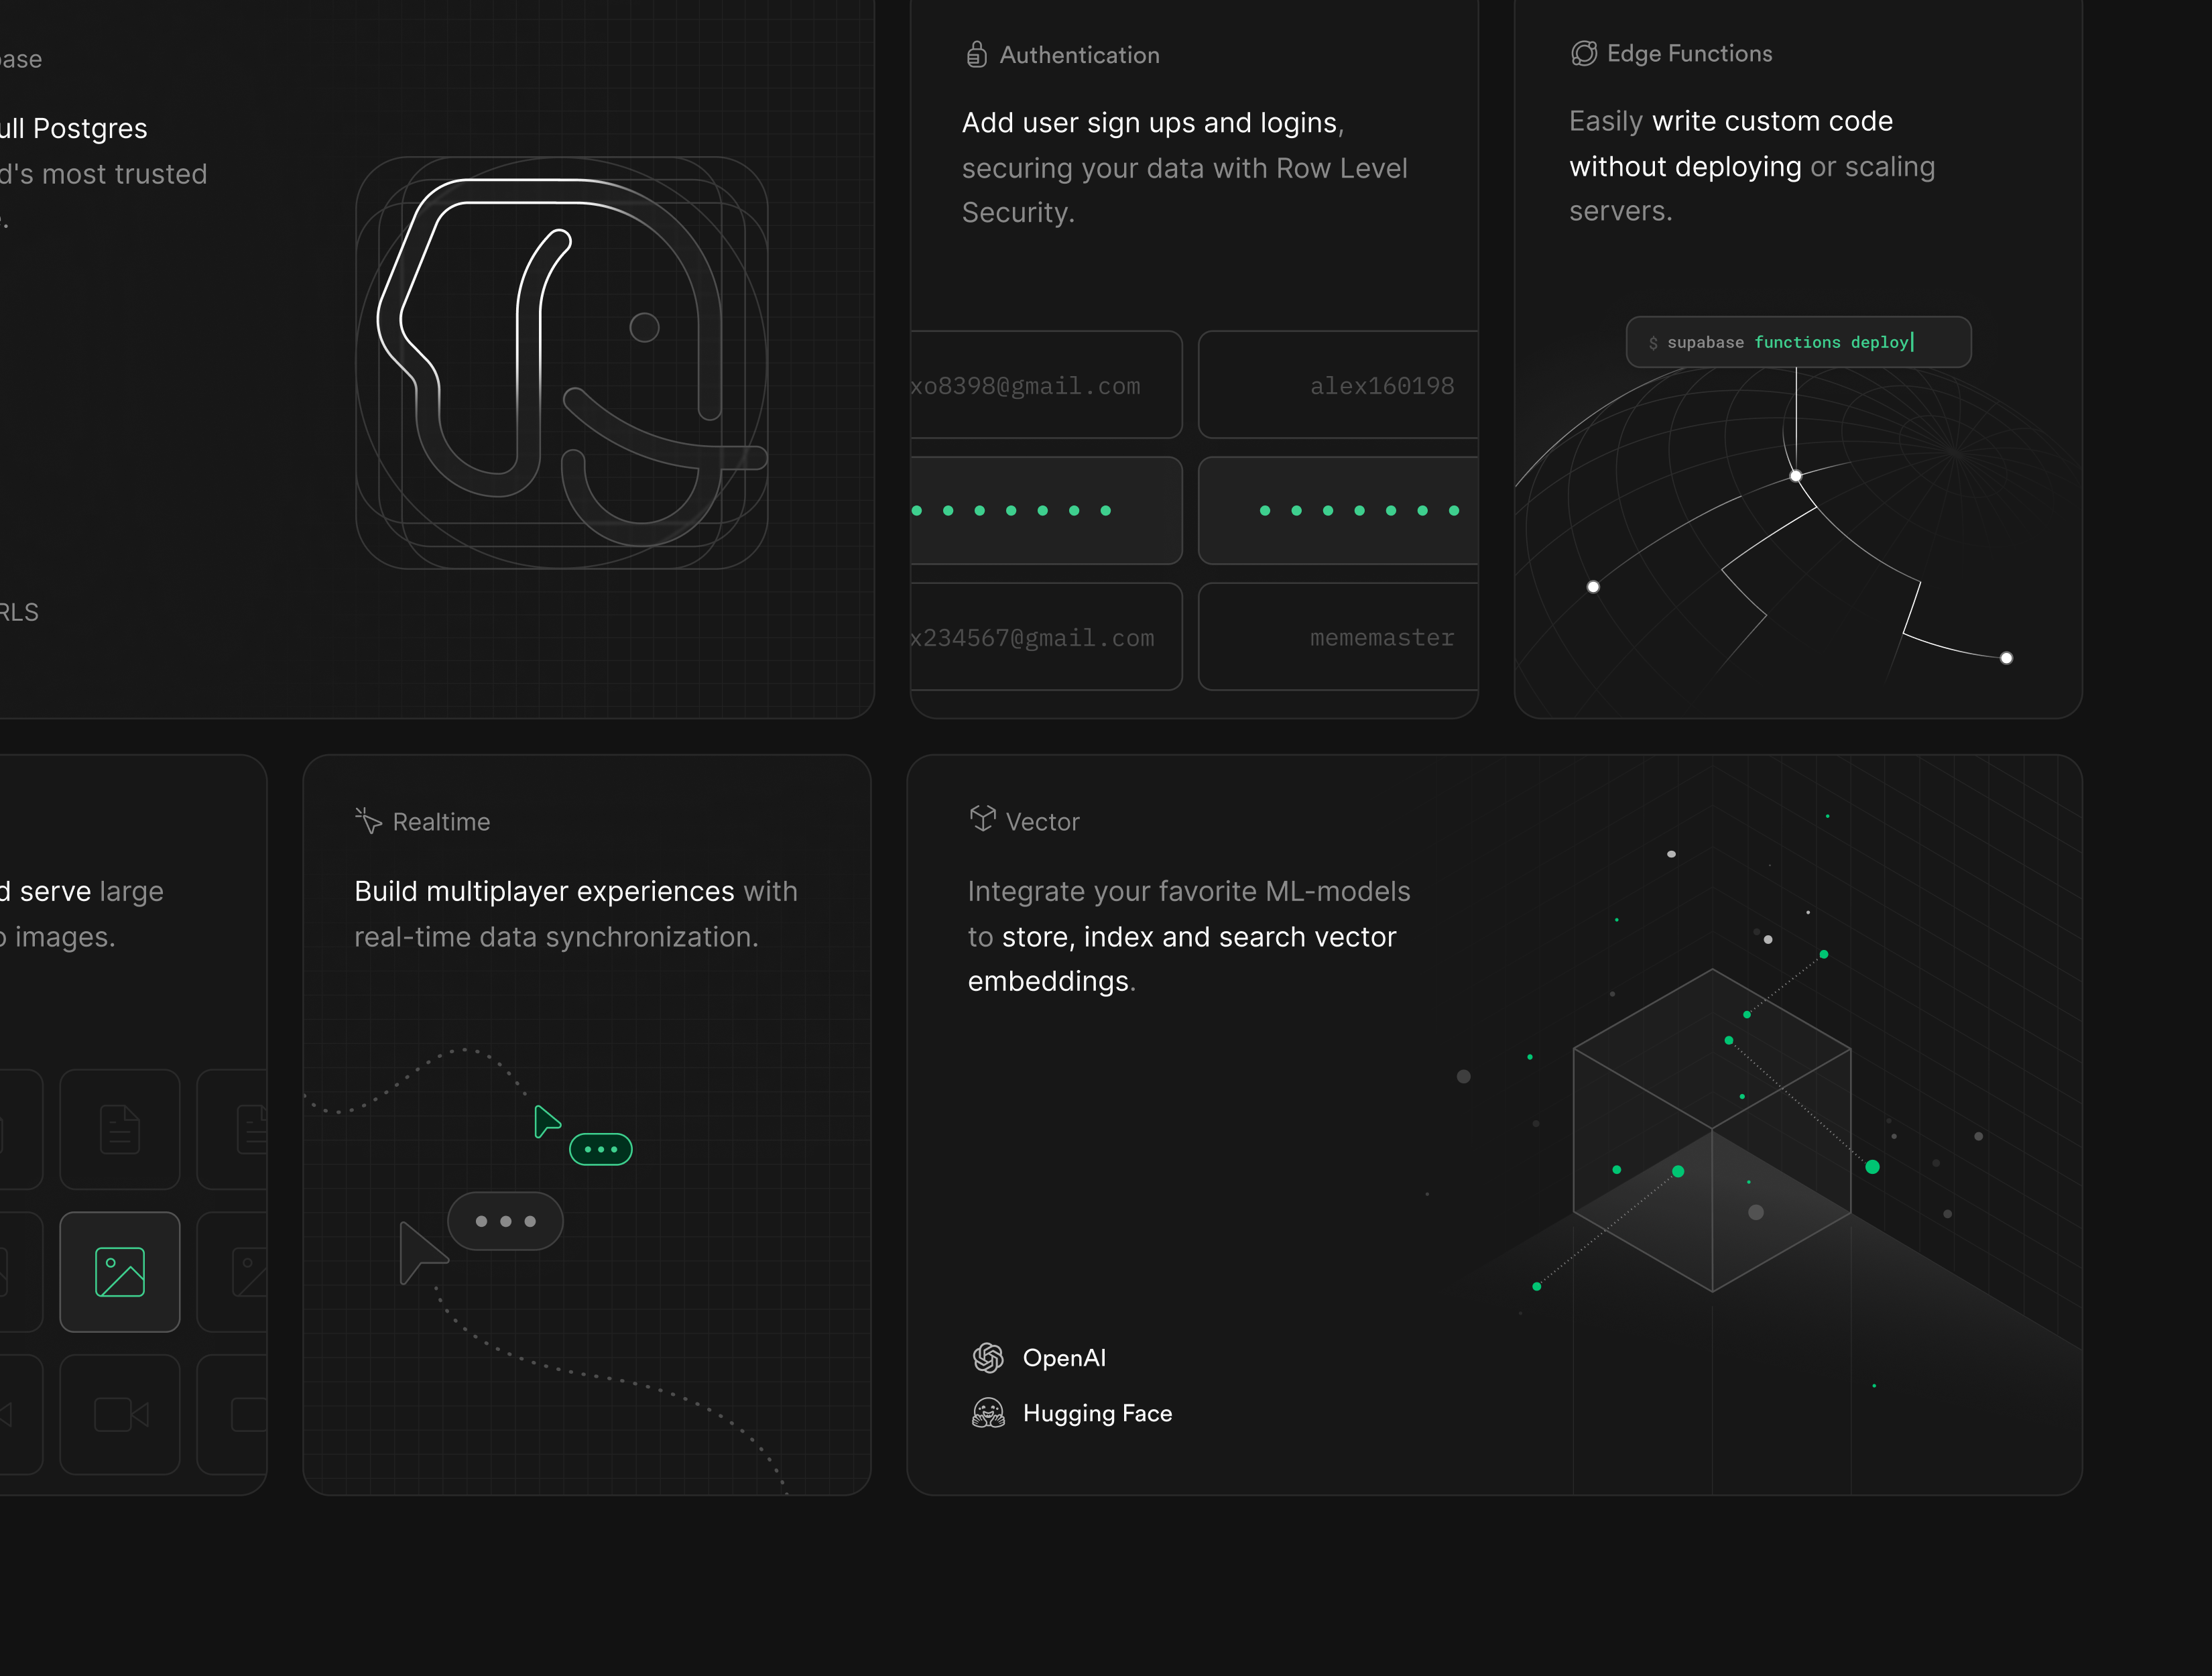 ase
ull Postgres
d's most trusted
RLS
Authentication
Add user sign ups and logins,
securing your data with Row Level
Security.
xo8398@gmail.com
alex160198
x234567@gmail.com
mememaster
Edge Functions
Easily write custom code
without deploying or scaling
servers.
$ supabase functions deploy
d serve large
images.
Realtime
Build multiplayer experiences with
real-time data synchronization.
Vector
Integrate your favorite ML-models
to store, index and search vector
embeddings.
OpenAI
Hugging Face